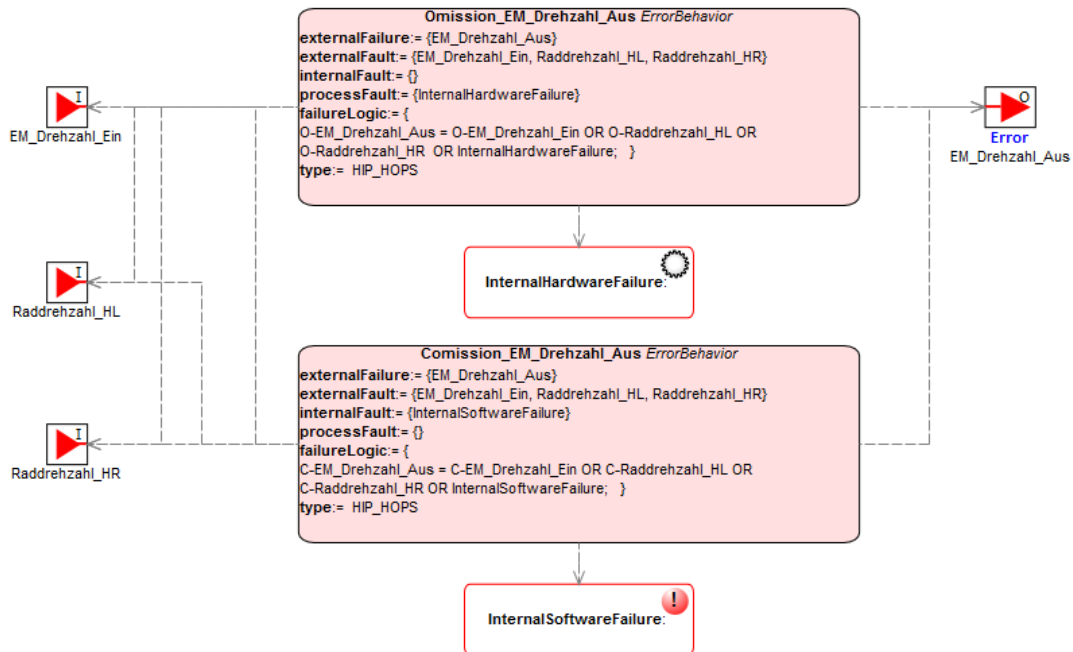 Omission_EM_Drehzahl_Aus ErrorBehavior
externalFailure:= {EM_Drehzahl_Aus}
externalFault:= {EM_Drehzahl_Ein, Raddrehzahl_HL, Raddrehzahl_HR}
internalFault:= {}
processFault:= {InternalHardwareFailure}
failureLogic:= {
O-EM_Drehzahl_Aus = O-EM_Drehzahl_Ein OR O-Raddrehzahl_HL OR
O-Raddrehzahl_HR  OR InternalHardwareFailure;   }
type:=  HIP_HOPS
I
EM_Drehzahl_Ein
O
Error
EM_Drehzahl_Aus
I
Raddrehzahl_HL
InternalHardwareFailure:
Comission_EM_Drehzahl_Aus ErrorBehavior
externalFailure:= {EM_Drehzahl_Aus}
externalFault:= {EM_Drehzahl_Ein, Raddrehzahl_HL, Raddrehzahl_HR}
internalFault:= {InternalSoftwareFailure}
processFault:= {}
failureLogic:= {
C-EM_Drehzahl_Aus = C-EM_Drehzahl_Ein OR C-Raddrehzahl_HL OR
C-Raddrehzahl_HR OR InternalSoftwareFailure;   }
type:=  HIP_HOPS
I
Raddrehzahl_HR
!
InternalSoftwareFailure: